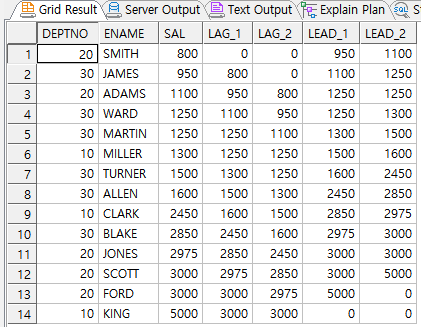 Grid Result Server Output Text Output Explain Plan SQL S
DEPTNO ENAME SAL LAG_1 LAG_2 LEAD_1 LEAD_2
1 20 SMITH 800 0 0 950 1100
2 30 JAMES 950 800 0 1100 1250
3 20 ADAMS 1100 950 800 1250 1250
4 30 WARD 1250 1100 950 1250 1300
5 30 MARTIN 1250 1250 1100 1300 1500
6 10 MILLER 1300 1250 1250 1500 1600
7 30 TURNER 1500 1300 1250 1600 2450
8 30 ALLEN 1600 1500 1300 2450 2850
9 10 CLARK 2450 1600 1500 2850 2975
10 30 BLAKE 2850 2450 1600 2975 3000
11 20 JONES 2975 2850 2450 3000 3000
12 20 SCOTT 3000 2975 2850 3000 5000
13 20 FORD 3000 3000 2975 5000 0
14 10 KING 5000 3000 3000 0 0